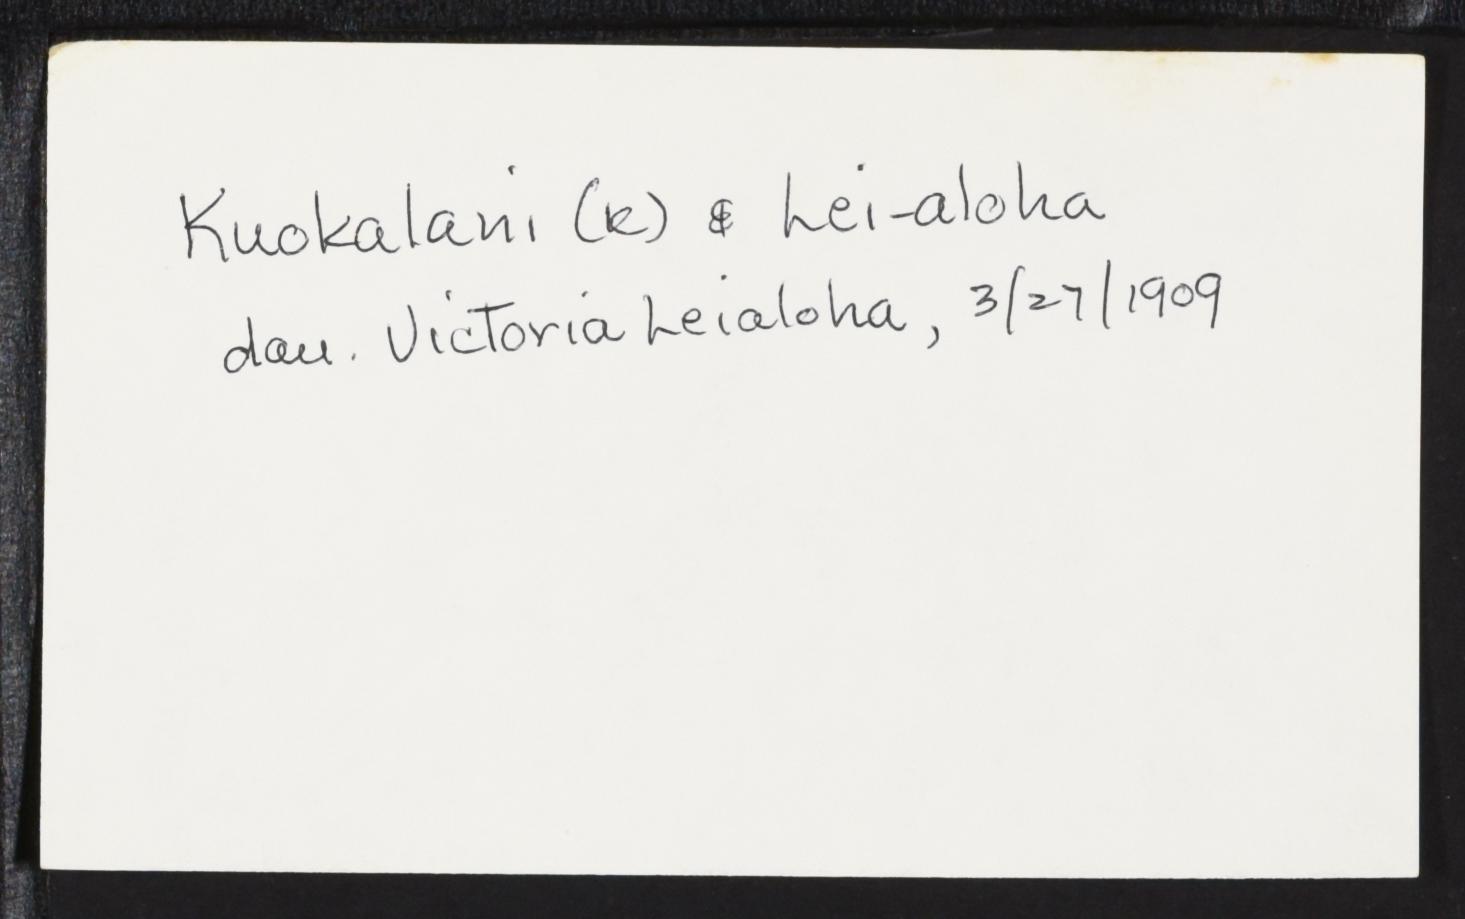 Kuokalani (k) & Lei-aloha
dau. Victoria Leialoha, 3/27/1909